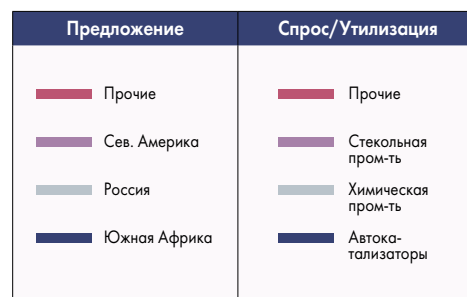 Предложение
Спрос/Утилизация
Прочие
Прочие
Сев. Америка
Стекольная
пром-ть
Россия
Химическая
пром-ть
Южная Африка
Автока-
тализаторы